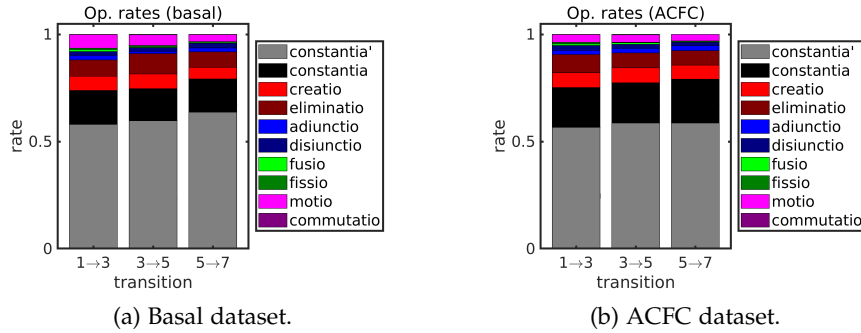 Op. rates (basal)
1
0.5
0
rate
1→3
3→5
5→7
transition
constantia'
constantia
creatio
eliminatio
adiunctio
disiunctio
fusio
fissio
motio
commutatio
(a) Basal dataset.
Op. rates (ACFC)
1
0.5
0
rate
1→3
3→5
5→7
transition
constantia'
constantia
creatio
eliminatio
adiunctio
disiunctio
fusio
fissio
motio
commutatio
(b) ACFC dataset.